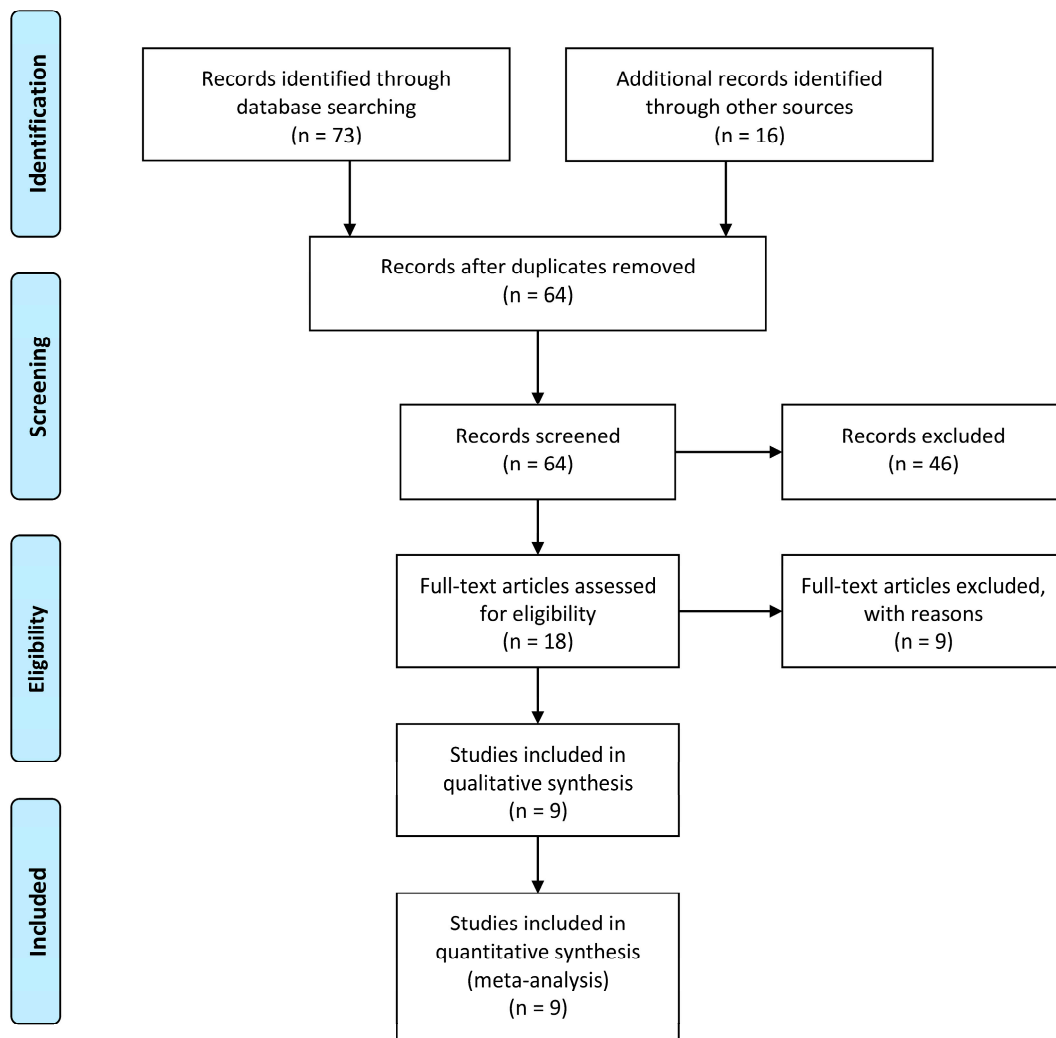 Identification
Records identified through
database searching
(n = 73)
Additional records identified
through other sources
(n = 16)
Records after duplicates removed
(n = 64)
Screening
Records screened
(n = 64)
Records excluded
(n = 46)
Eligibility
Full-text articles assessed
for eligibility
(n = 18)
Full-text articles excluded,
with reasons
(n = 9)
Studies included in
qualitative synthesis
(n = 9)
Included
Studies included in
quantitative synthesis
(meta-analysis)
(n = 9)